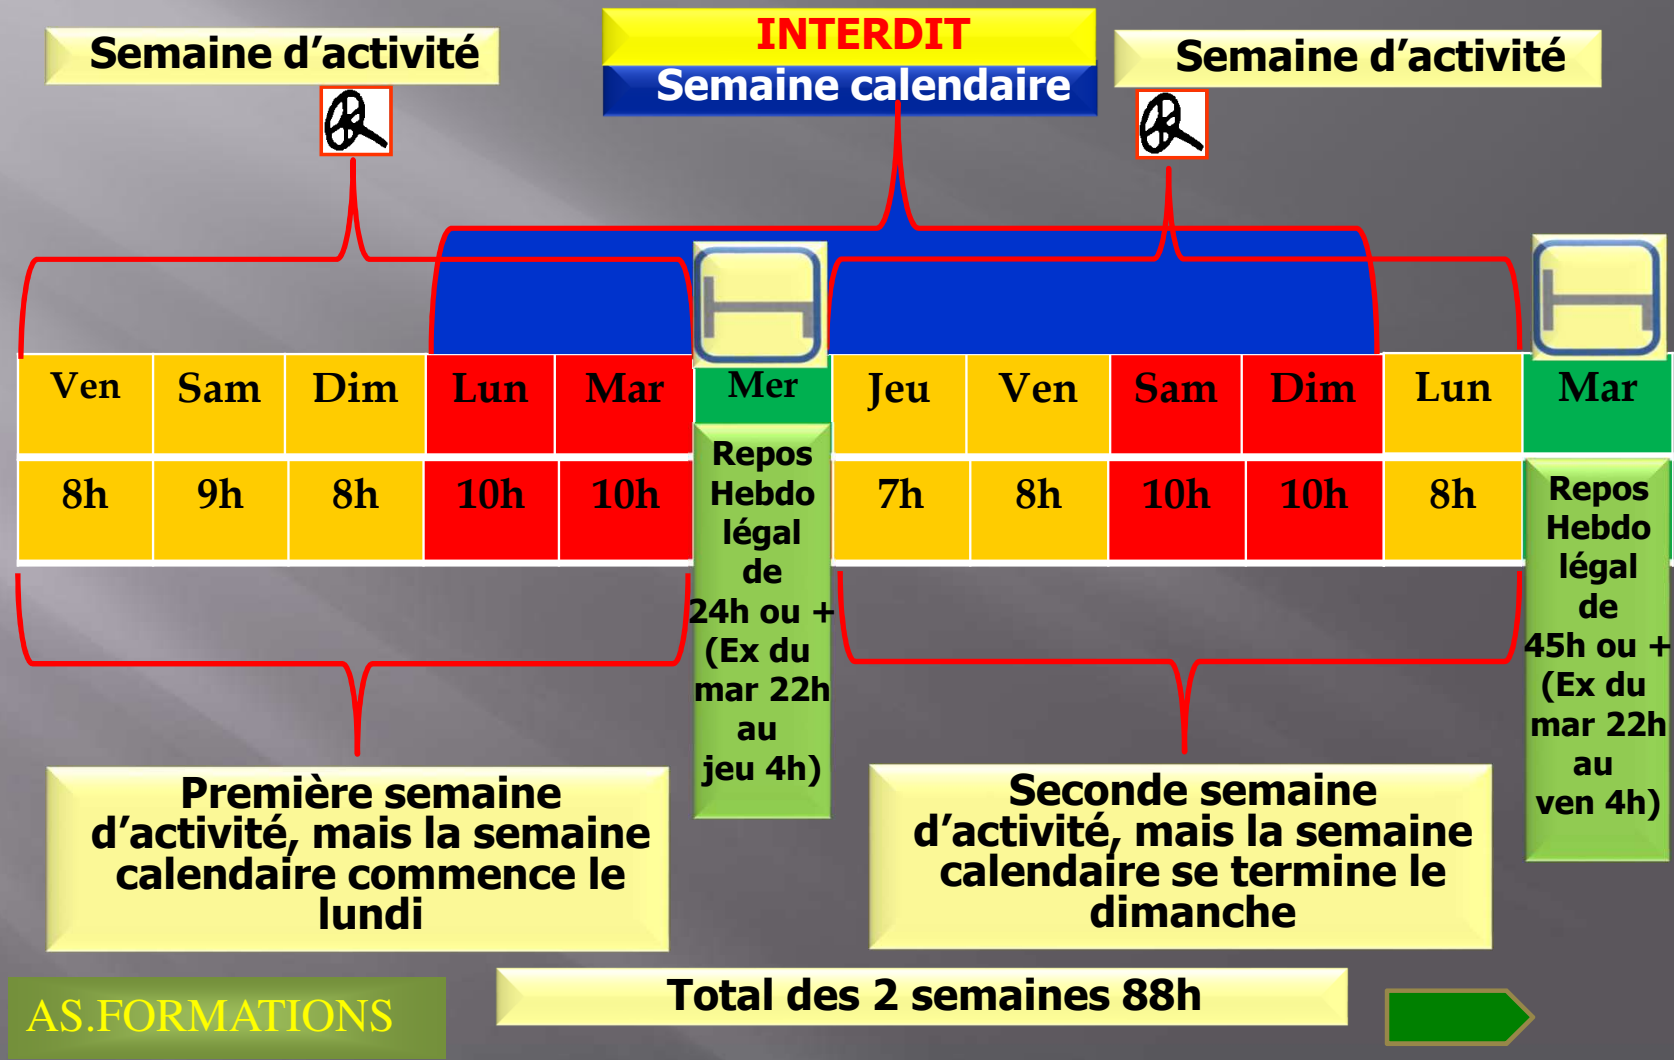 Semaine d’activité
INTERDIT
Semaine calendaire
Semaine d’activité
Ven Sam Dim Lun Mar Mer Jeu Ven Sam Dim Lun Mar
8h 9h 8h 10h 10h 7h 8h 10h 10h 8h
Repos
Hebdo
légal
de
24h ou +
(Ex du
mar 22h
au
jeu 4h)
Repos
Hebdo
légal
de
45h ou +
(Ex du
mar 22h
au
ven 4h)
Première semaine
d’activité, mais la semaine
calendaire commence le
lundi
Seconde semaine
d’activité, mais la semaine
calendaire se termine le
dimanche
Total des 2 semaines 88h
AS.FORMATIONS